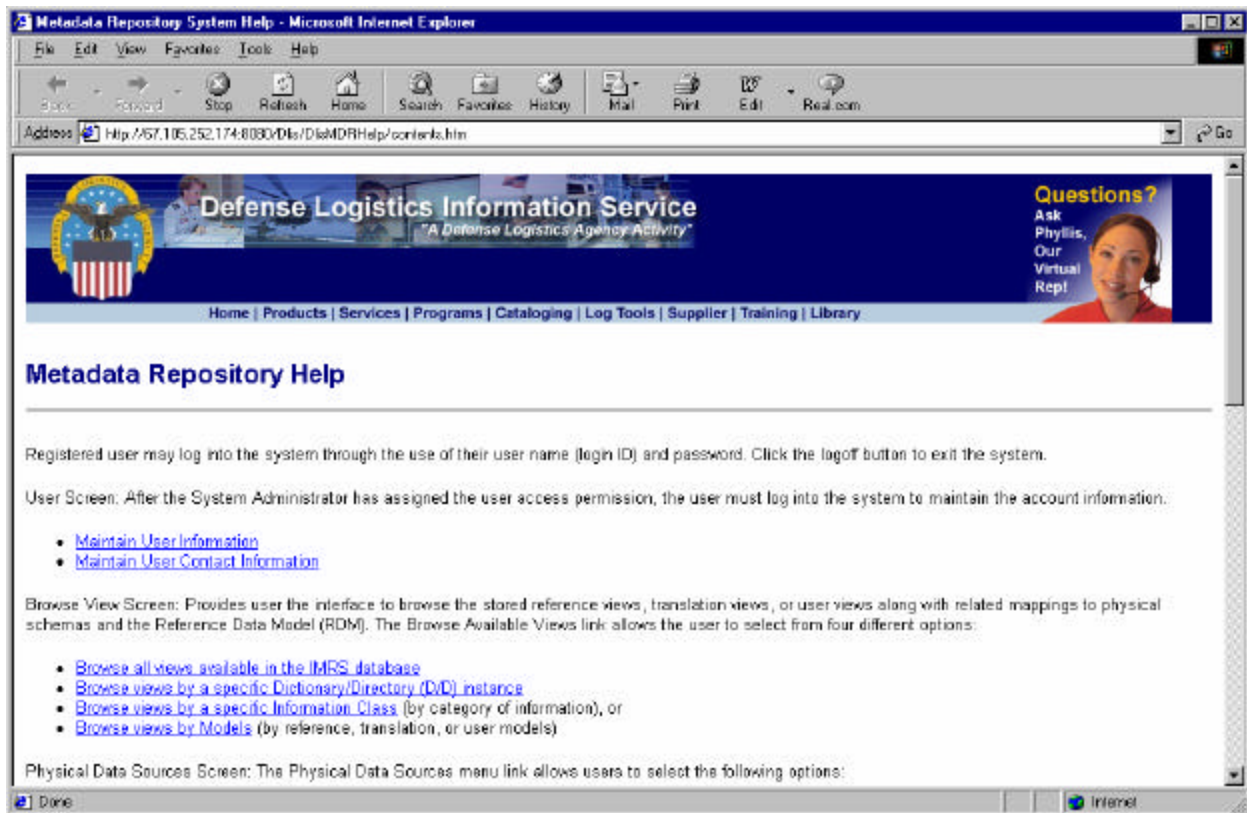 Metadata Repository System Help - Microsoft Internet Explorer
File Edit View Favorites Tools Help
Back Forward Stop Refresh Home Search Favorites History Mail Print Edit Real.com
Address http://67.105.252.174:8080/Dlis/DlisMDRHelp/contents.htm Go
Defense Logistics Information Service
"A Defense Logistics Agency Activity"
Questions?
Ask
Phyllis,
Our
Virtual
Rep!
Home | Products | Services | Programs | Cataloging | Log Tools | Supplier | Training | Library
Metadata Repository Help
Registered user may log into the system through the use of their user name (login ID) and password. Click the logoff button to exit the system.
User Screen: After the System Administrator has assigned the user access permission, the user must log into the system to maintain the account information.
• Maintain User Information
• Maintain User Contact Information
Browse View Screen: Provides user the interface to browse the stored reference views, translation views, or user views along with related mappings to physical
schemas and the Reference Data Model (RDM). The Browse Available Views link allows the user to select from four different options:
• Browse all views available in the IMRS database
• Browse views by a specific Dictionary/Directory (D/D) instance
• Browse views by a specific Information Class (by category of information), or
• Browse views by Models (by reference, translation, or user models)
Physical Data Sources Screen: The Physical Data Sources menu link allows users to select the following options:
Done Internet